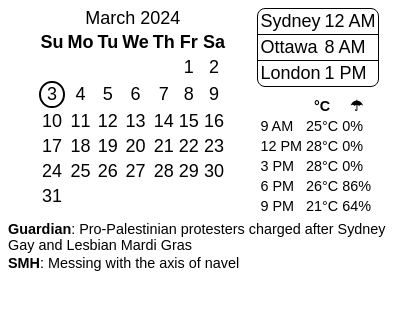 March 2024
Su Mo Tu We Th Fr Sa
1 2
3 4 5 6 7 8 9
10 11 12 13 14 15 16
17 18 19 20 21 22 23
24 25 26 27 28 29 30
31
Sydney 12 AM
Ottawa 8 AM
London 1 PM
°C ☂
9 AM 25°C 0%
12 PM 28°C 0%
3 PM 28°C 0%
6 PM 26°C 86%
9 PM 21°C 64%
Guardian: Pro-Palestinian protesters charged after Sydney
Gay and Lesbian Mardi Gras
SMH: Messing with the axis of navel